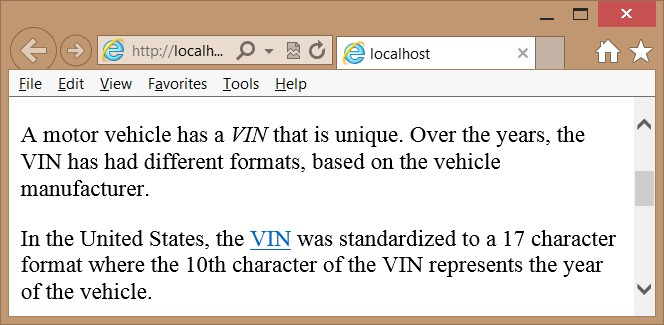 http://localh...
localhost
File Edit View Favorites Tools Help
A motor vehicle has a VIN that is unique. Over the years, the
VIN has had different formats, based on the vehicle
manufacturer.
In the United States, the VIN was standardized to a 17 character
format where the 10th character of the VIN represents the year
of the vehicle.